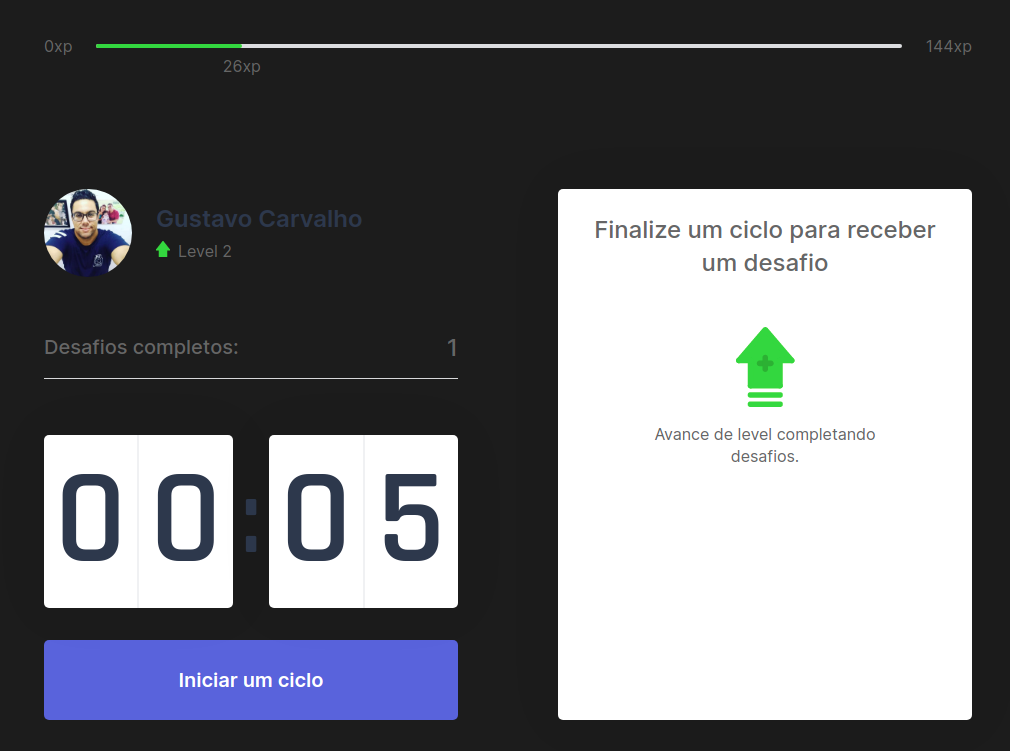 0xp
144xp
26xp
Gustavo Carvalho
Level 2
Desafios completos:
1
00:05
Iniciar um ciclo
Finalize um ciclo para receber
um desafio
Avance de level completando
desafios.